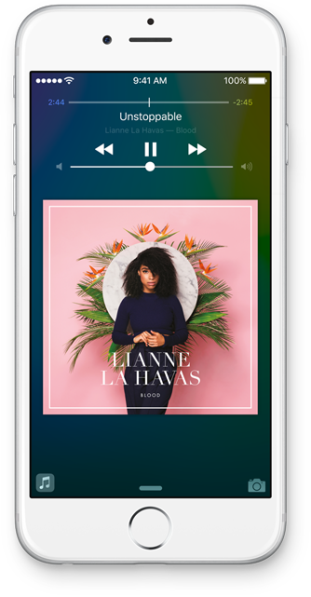 9:41 AM
100%
2:44
-2:45
Unstoppable
Lianne La Havas — Blood
LIANNE
LA HAVAS
BLOOD